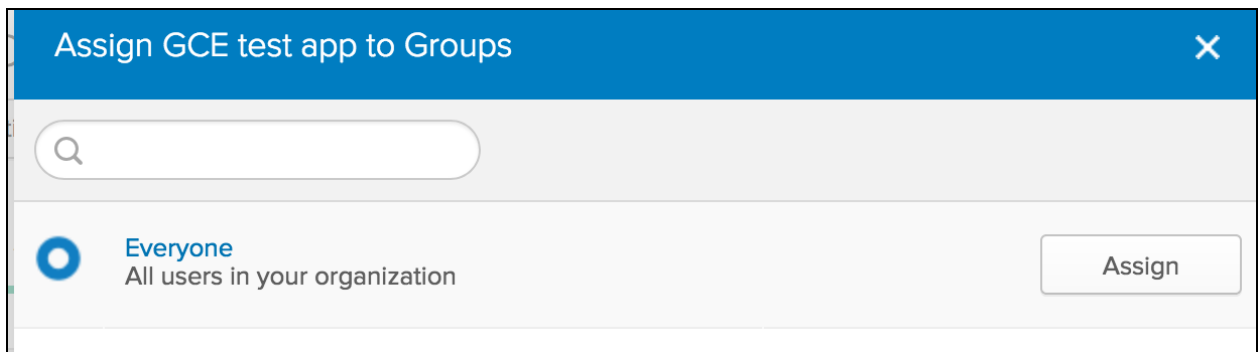 Assign GCE test app to Groups
Everyone
All users in your organization
Assign